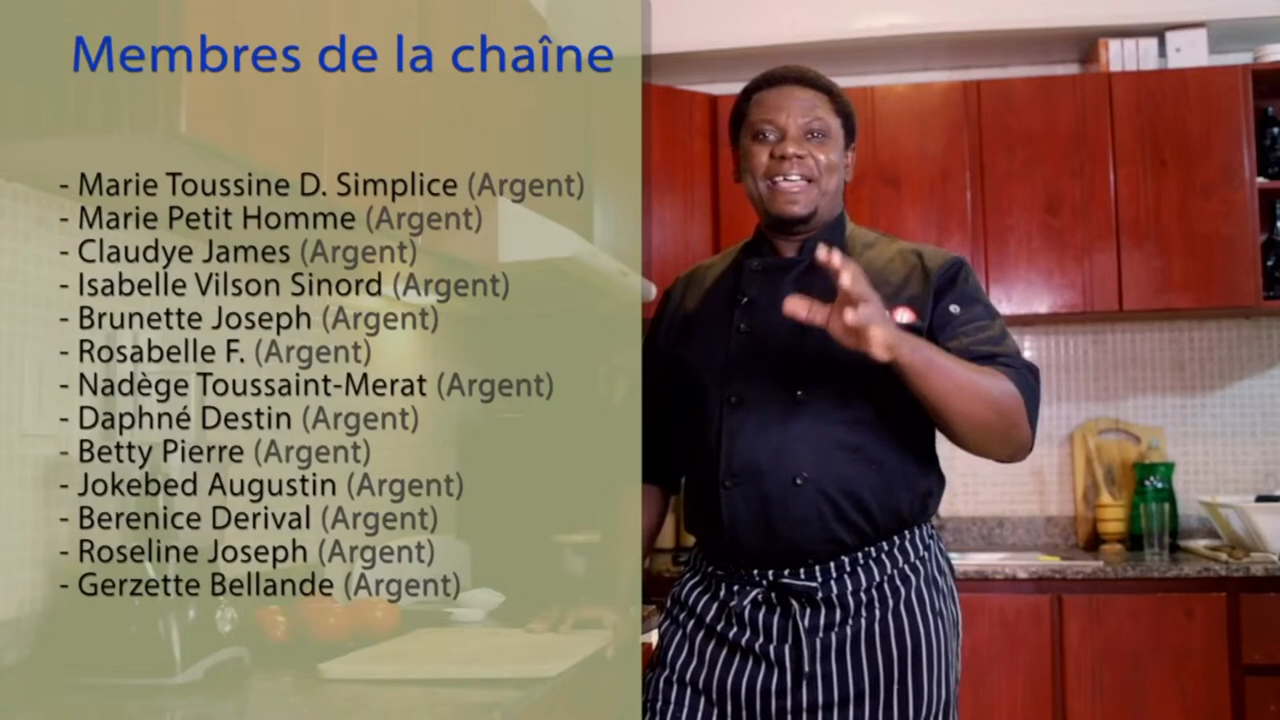 Membres de la chaîne
- Marie Toussine D. Simplice (Argent)
- Marie Petit Homme (Argent)
- Claudye James (Argent)
- Isabelle Vilson Sinord (Argent)
- Brunette Joseph (Argent)
- Rosabelle F. (Argent)
- Nadège Toussaint-Merat (Argent)
- Daphné Destin (Argent)
- Betty Pierre (Argent)
- Jokebed Augustin (Argent)
- Berenice Derival (Argent)
- Roseline Joseph (Argent)
- Gerzette Bellande (Argent)